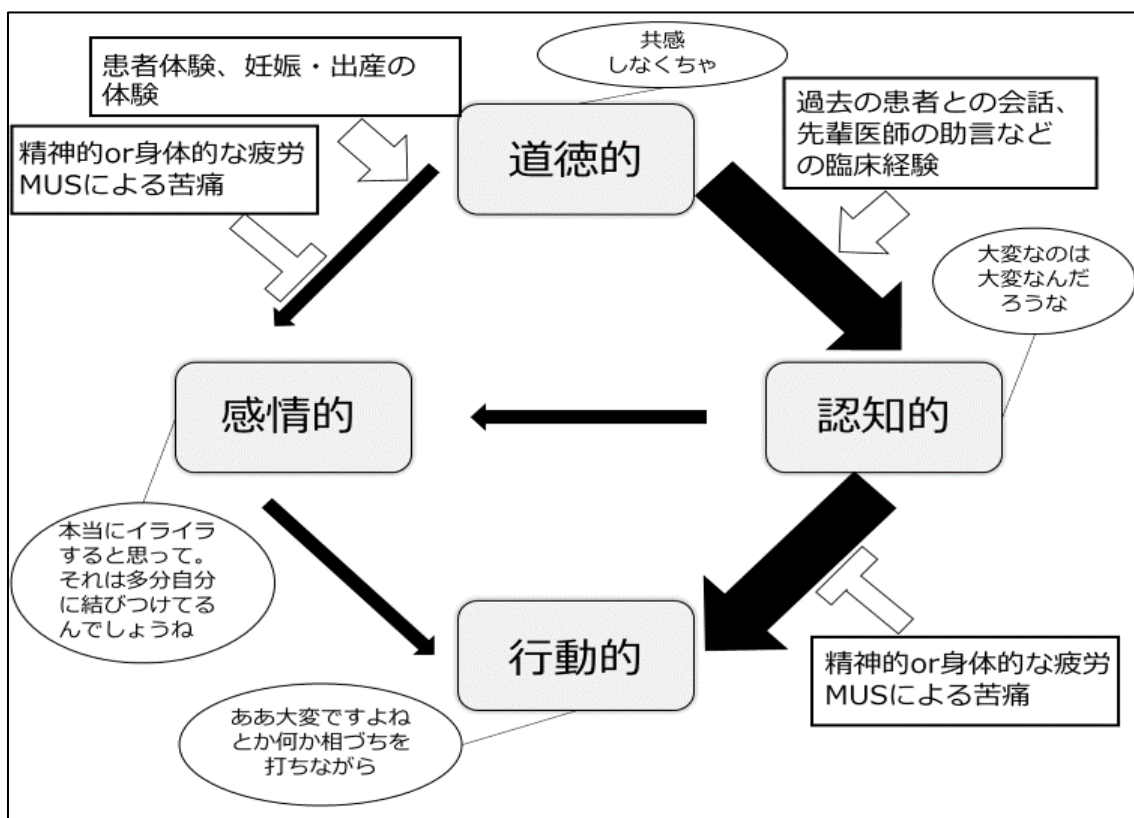 共感
しなくちゃ
患者体験、妊娠・出産の
体験
道徳的
過去の患者との会話、
先輩医師の助言など
の臨床経験
精神的or身体的な疲労
MUSによる苦痛
大変なのは
大変なんだ
ろうな
感情的
認知的
本当にイライラ
すると思って。
それは多分自分
に結びつけてる
んでしょうね
行動的
精神的or身体的な疲労
MUSによる苦痛
ああ大変ですよね
とか何か相づちを
打ちながら